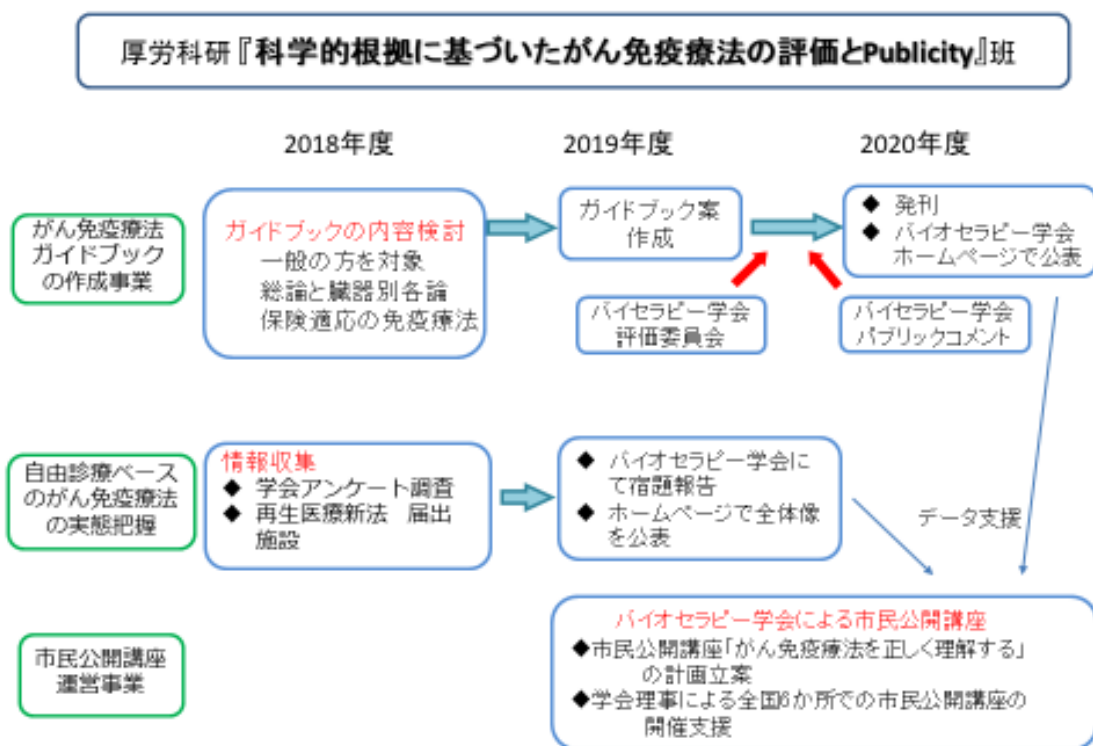 厚労科研『科学的根拠に基づいたがん免疫療法の評価とPublicity』班
2018年度
2019年度
2020年度
がん免疫療法
ガイドブック
の作成事業
ガイドブックの内容検討
一般の方を対象
総論と臓器別各論
保険適応の免疫療法
ガイドブック案
作成
◆ 発刊
◆ バイオセラピー学会
ホームページで公表
バイセラピー学会
評価委員会
バイセラピー学会
パブリックコメント
自由診療ベース
のがん免疫療法
の実態把握
情報収集
◆ 学会アンケート調査
◆ 再生医療新法 届出
施設
◆ バイオセラピー学会に
て宿題報告
◆ ホームページで全体像
を公表
データ支援
市民公開講座
運営事業
バイオセラピー学会による市民公開講座
◆市民公開講座「がん免疫療法を正しく理解する」
の計画立案
◆学会理事による全国6か所での市民公開講座の
開催支援